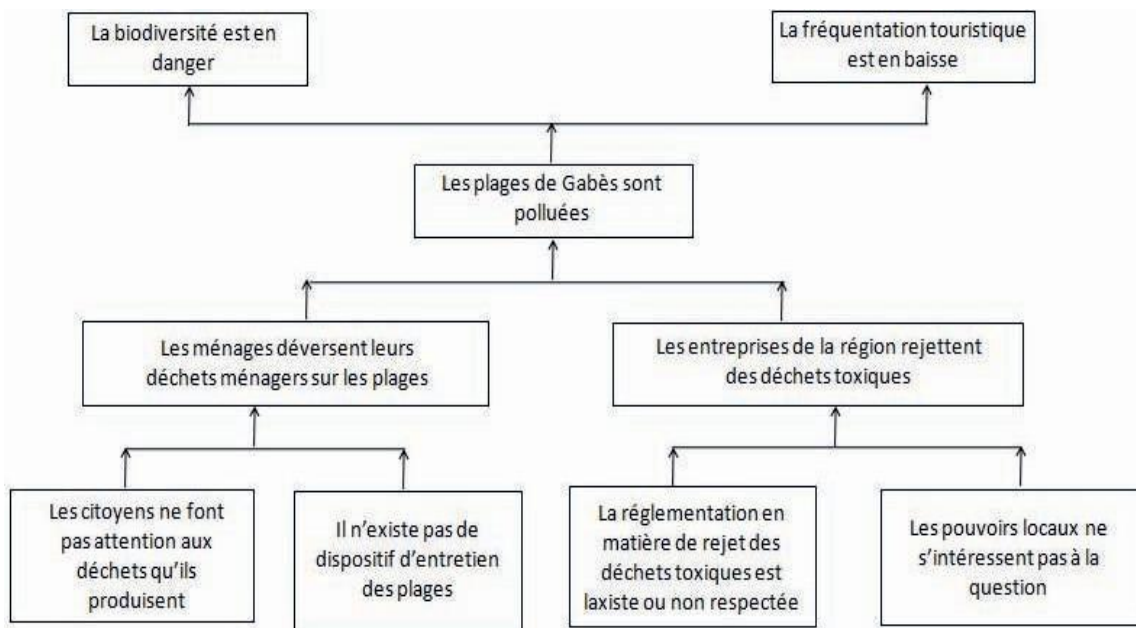 La biodiversité est en
danger
La fréquentation touristique
est en baisse
Les plages de Gabès sont
polluées
Les ménages déversent leurs
déchets ménagers sur les plages
Les entreprises de la région rejettent
des déchets toxiques
Les citoyens ne font
pas attention aux
déchets qu'ils
produisent
Il n'existe pas de
dispositif d'entretien
des plages
La réglementation en
matière de rejet des
déchets toxiques est
laxiste ou non respectée
Les pouvoirs locaux ne
s'intéressent pas à la
question